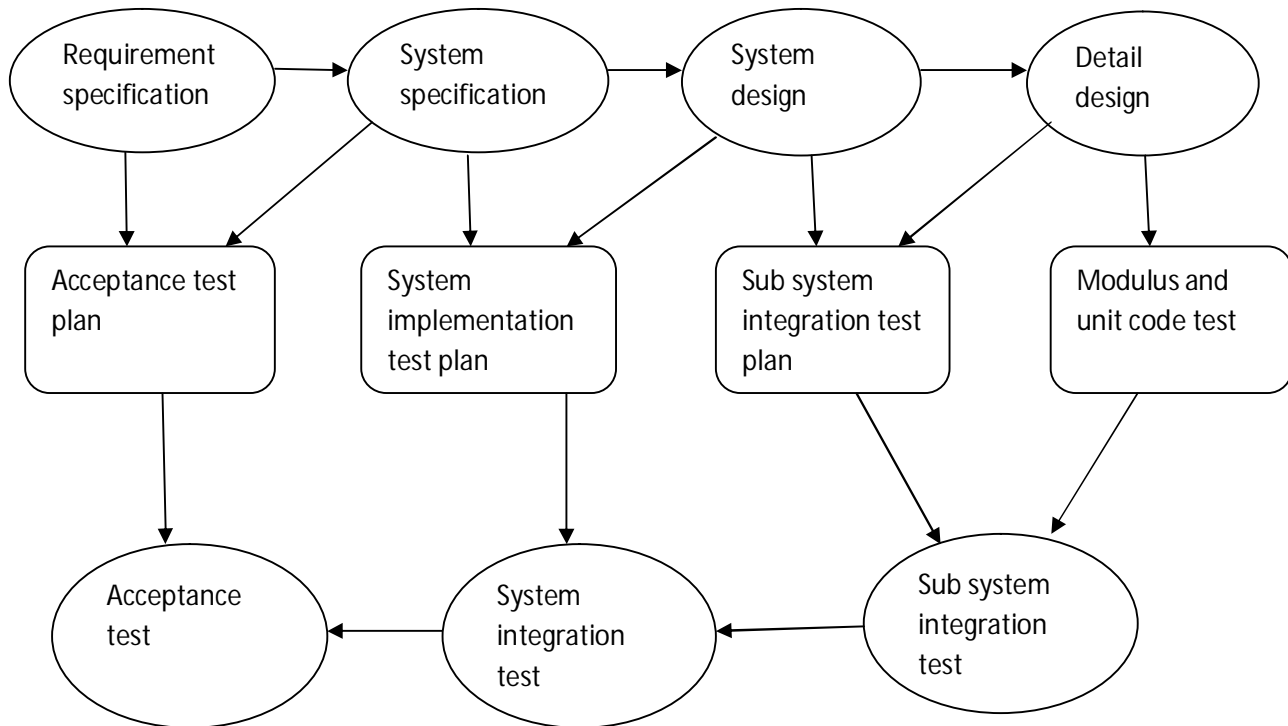 Requirement
specification
System
specification
System
design
Detail
design
Acceptance test
plan
System
implementation
test plan
Sub system
integration test
plan
Modulus and
unit code test
Acceptance
test
System
integration
test
Sub system
integration
test